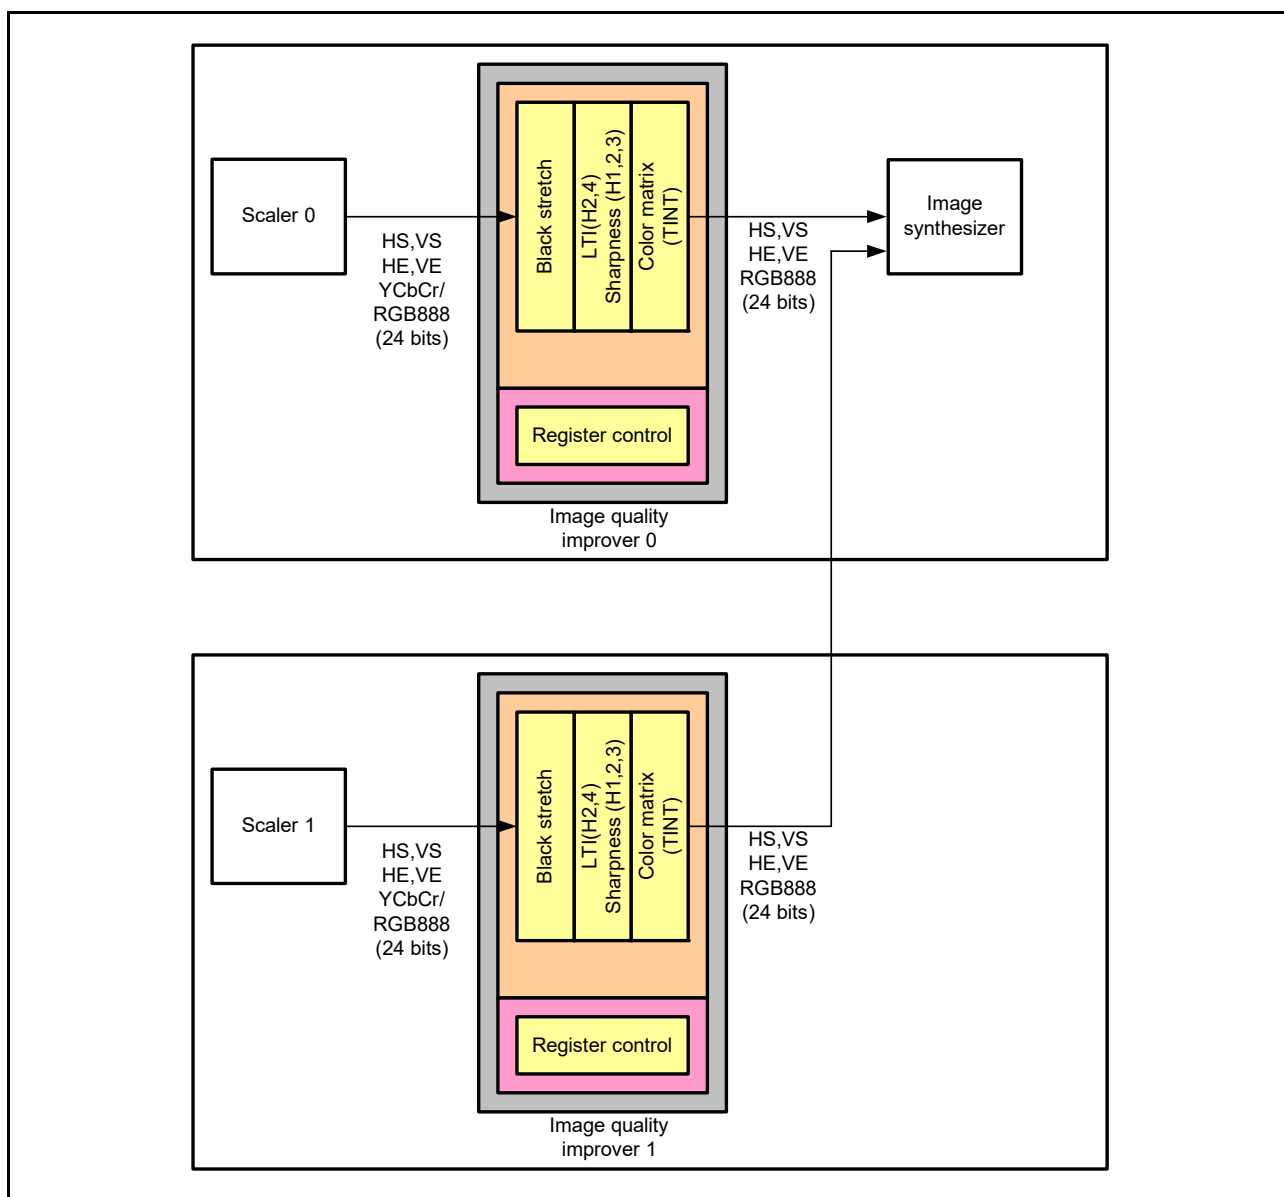 Scaler 0
HS,VS
HE,VE
YCbCr/
RGB888
(24 bits)
Black stretch
LTI(H2,4)
Sharpness (H1,2,3)
Color matrix
(TINT)
Register control
Image quality
improver 0
HS,VS
HE,VE
RGB888
(24 bits)
Image
synthesizer
Scaler 1
HS,VS
HE,VE
YCbCr/
RGB888
(24 bits)
Black stretch
LTI(H2,4)
Sharpness (H1,2,3)
Color matrix
(TINT)
Register control
Image quality
improver 1
HS,VS
HE,VE
RGB888
(24 bits)